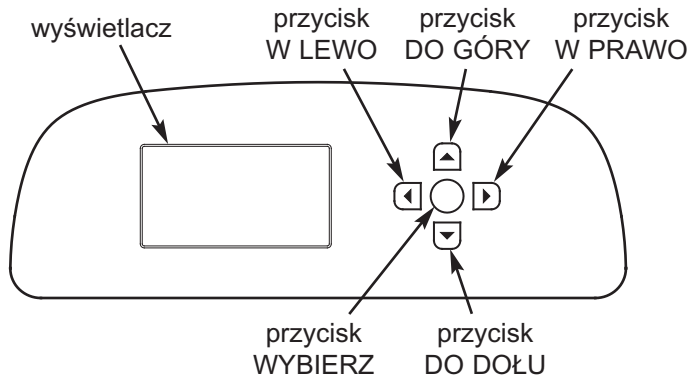 wyświetlacz
przycisk
W LEWO
przycisk
DO GÓRY
przycisk
W PRAWO
przycisk
WYBIERZ
przycisk
DO DOŁU